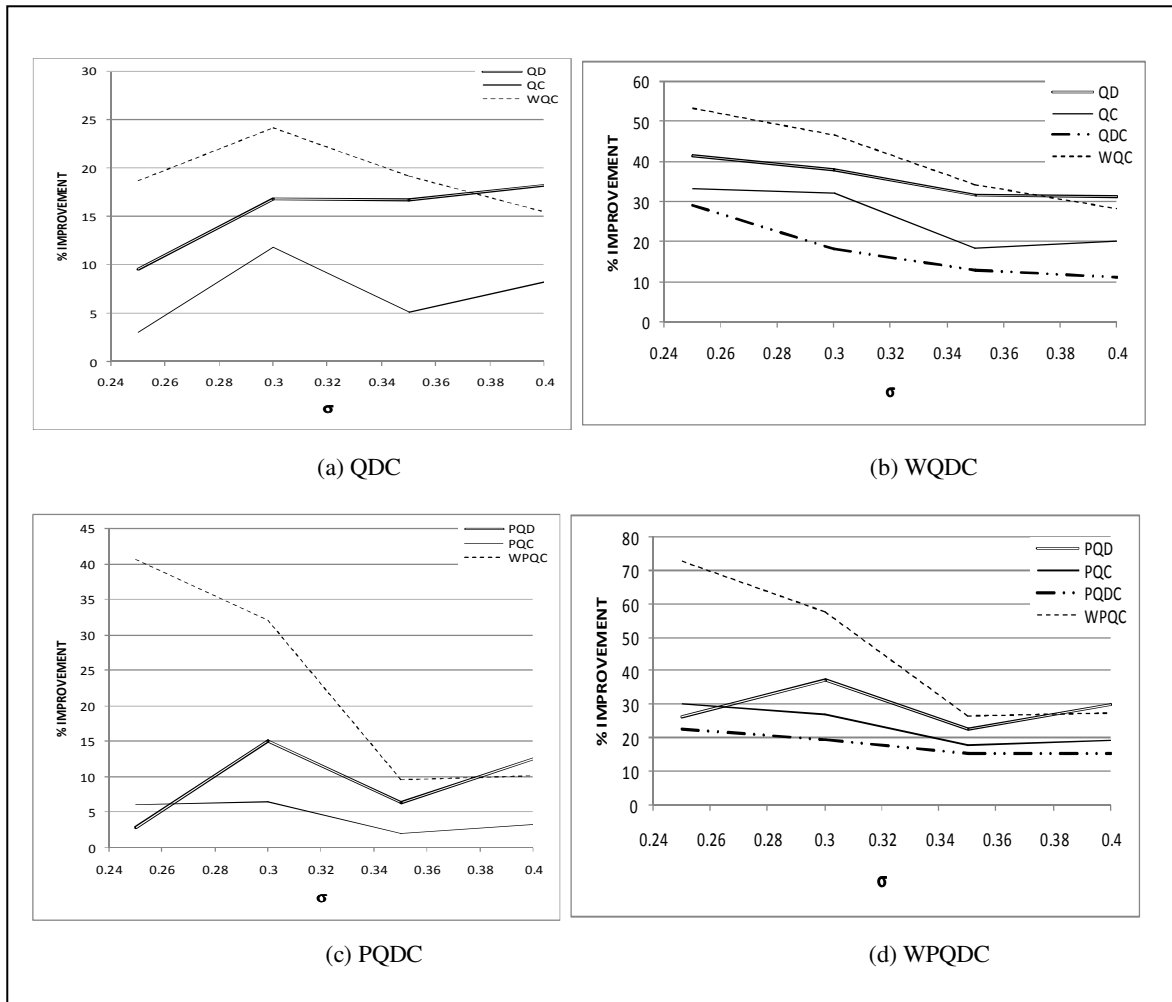 30
25
20
15
10
5
0
% IMPROVEMENT
QD
QC
WQC
0.24 0.26 0.28 0.3 0.32 0.34 0.36 0.38 0.4
σ
(a) QDC
60
50
40
30
20
10
0
% IMPROVEMENT
QD
QC
QDC
WQC
0.24 0.26 0.28 0.3 0.32 0.34 0.36 0.38 0.4
σ
(b) WQDC
45
40
35
30
25
20
15
10
5
0
% IMPROVEMENT
PQD
PQC
WPQC
0.24 0.26 0.28 0.3 0.32 0.34 0.36 0.38 0.4
σ
(c) PQDC
80
70
60
50
40
30
20
10
0
% IMPROVEMENT
PQD
PQC
PQDC
WPQC
0.24 0.26 0.28 0.3 0.32 0.34 0.36 0.38 0.4
σ
(d) WPQDC